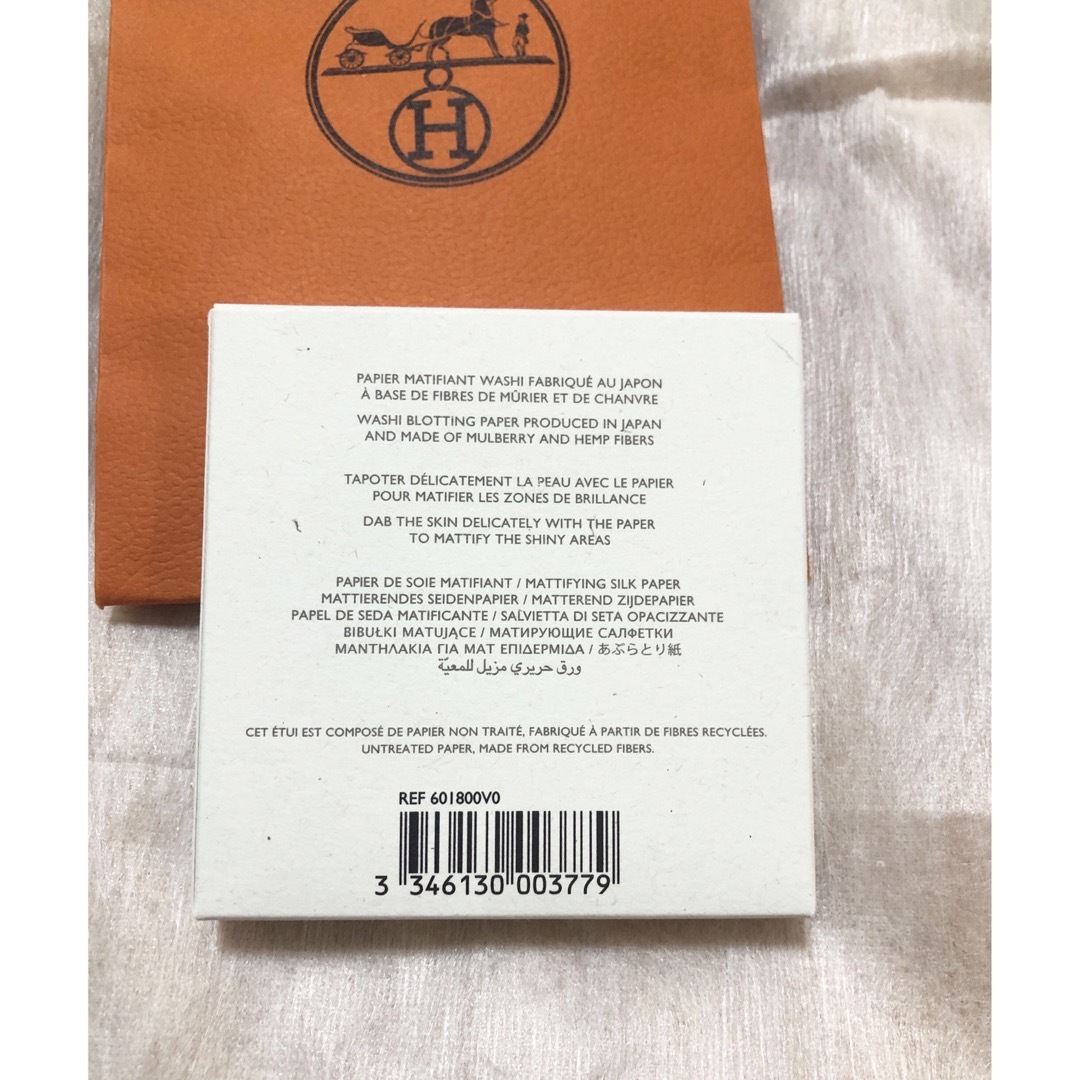 H
PAPIER MATIFIANT WASHI FABRIQUÉ AU JAPON
À BASE DE FIBRES DE MÛRIER ET DE CHANVRE
WASHI BLOTTING PAPER PRODUCED IN JAPAN
AND MADE OF MULBERRY AND HEMP FIBERS
TAPOTER DÉLICATEMENT LA PEAU AVEC LE PAPIER
POUR MATIFIER LES ZONES DE BRILLANCE
DAB THE SKIN DELICATELY WITH THE PAPER
TO MATTIFY THE SHINY AREAS
PAPIER DE SOIE MATIFIANT / MATTIFYING SILK PAPER
MATTIERENDES SEIDENPAPIER / MATTEREND ZIJDEPAPIER
PAPEL DE SEDA MATIFICANTE / SALVIETTA DI SETA OPACIZZANTE
BIBUŁKI MATUJĄCE / МАТИРУЮЩИЕ САЛФЕТКИ
ΜΑΝΤΗΛΑΚΙΑ ΓΙΑ ΜΑΤ ΕΠΙΔΕΡΜΙΔΑ / あぶらとり紙
ورق حريري مزيل للمعيّة
CET ÉTUI EST COMPOSÉ DE PAPIER NON TRAITÉ, FABRIQUÉ À PARTIR DE FIBRES RECYCLÉES.
UNTREATED PAPER, MADE FROM RECYCLED FIBERS.
REF 601800V0
3 346130 003779